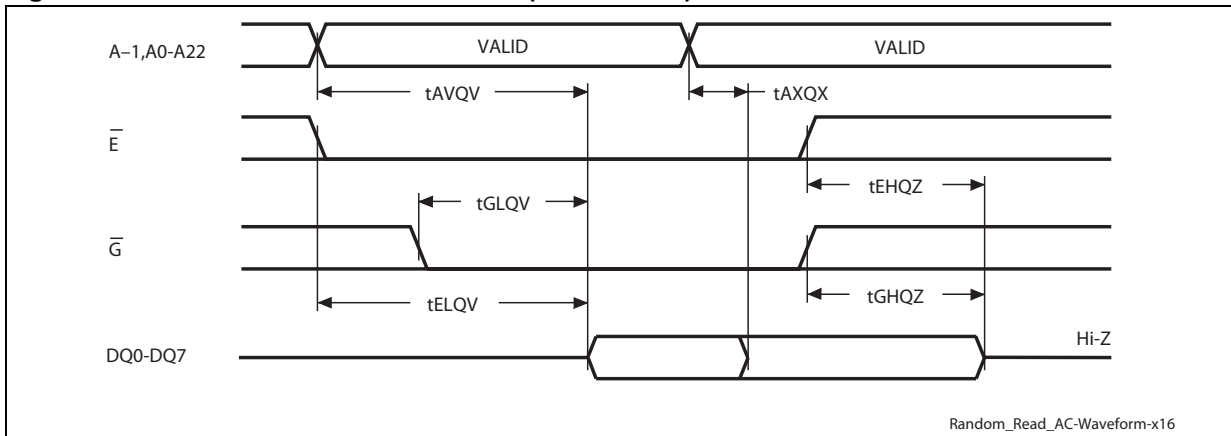 A–1,A0-A22
VALID
VALID
tAVQV
tAXQX
E̅
tEHQZ
tGLQV
G̅
tGHQZ
tELQV
Hi-Z
DQ0-DQ7
Random_Read_AC-Waveform-x16